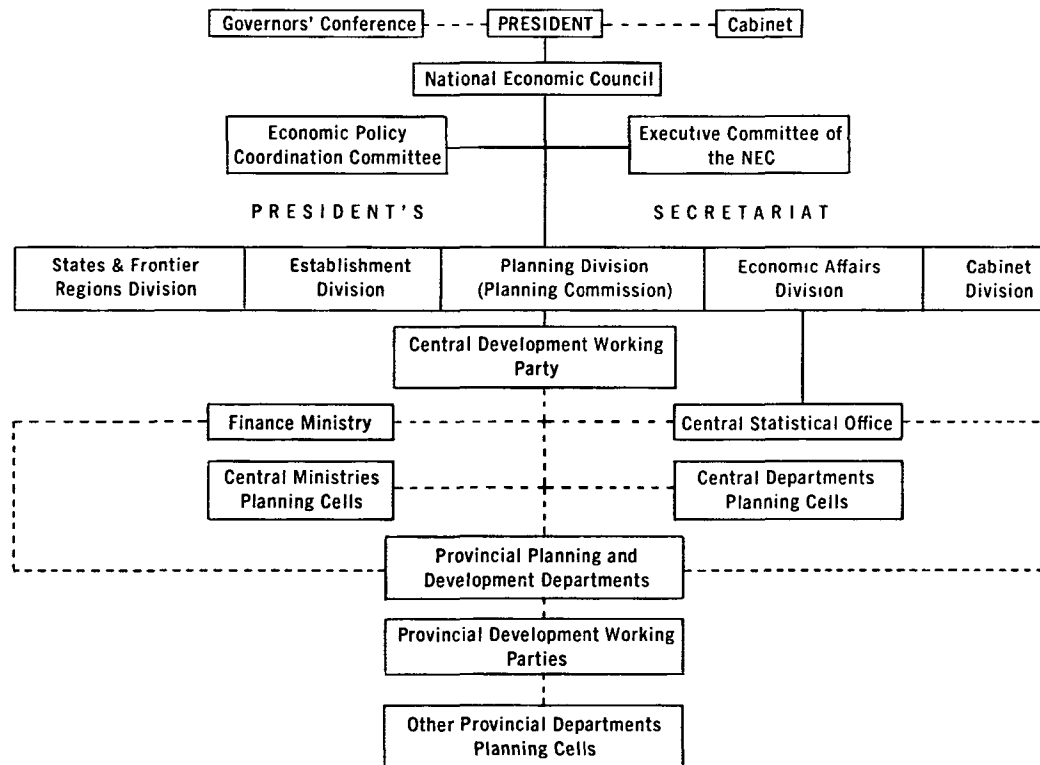 Governors' Conference
PRESIDENT
Cabinet
National Economic Council
Economic Policy
Coordination Committee
Executive Committee of
the NEC
PRESIDENT'S SECRETARIAT
States & Frontier
Regions Division
Establishment
Division
Planning Division
(Planning Commission)
Economic Affairs
Division
Cabinet
Division
Central Development Working
Party
Finance Ministry
Central Statistical Office
Central Ministries
Planning Cells
Central Departments
Planning Cells
Provincial Planning and
Development Departments
Provincial Development Working
Parties
Other Provincial Departments
Planning Cells